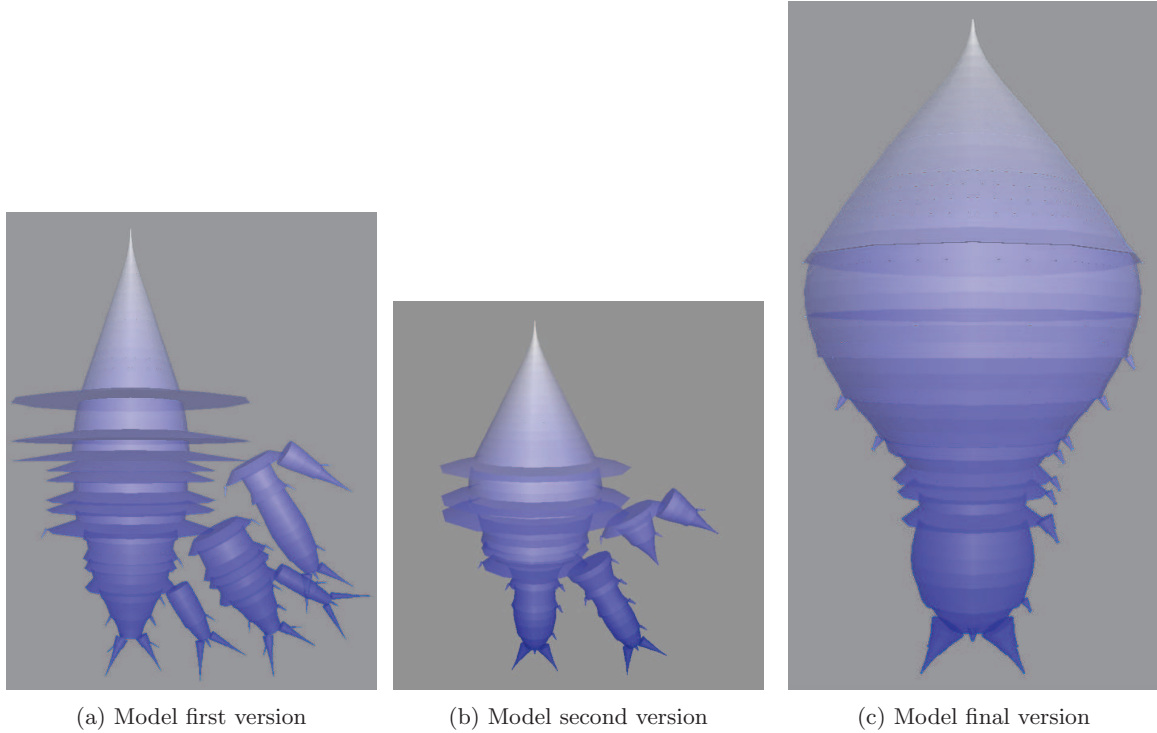 (a) Model first version
(b) Model second version
(c) Model final version